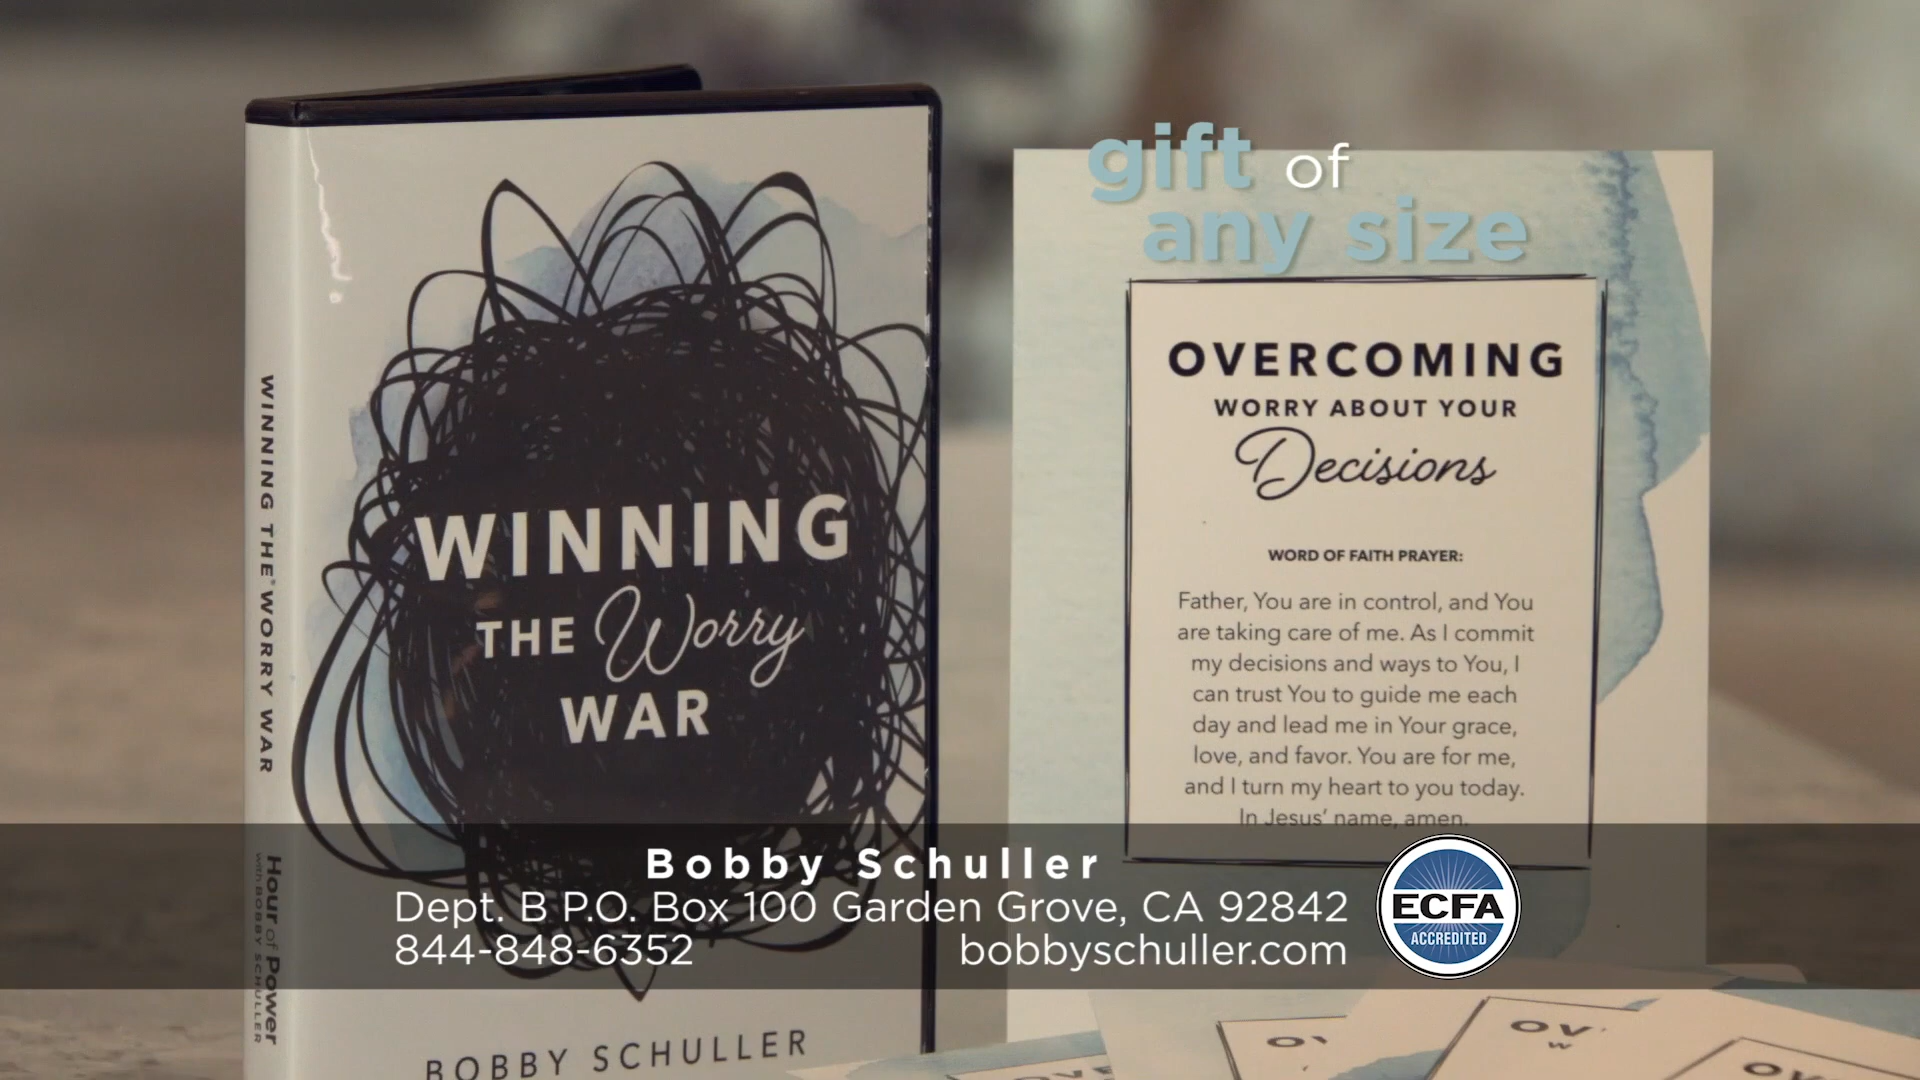 WINNING THE WORRY WAR
Hour of Power
with BOBBY SCHULLER
WINNING
THE Worry
WAR
BOBBY SCHULLER
gift of
any size
OVERCOMING
WORRY ABOUT YOUR
Decisions
WORD OF FAITH PRAYER:
Father, You are in control, and You
are taking care of me. As I commit
my decisions and ways to You, I
can trust You to guide me each
day and lead me in Your grace,
love, and favor. You are for me,
and I turn my heart to you today.
In Jesus' name, amen.
Bobby Schuller
Dept. B P.O. Box 100 Garden Grove, CA 92842
844-848-6352 bobbyschuller.com
ECFA
ACCREDITED